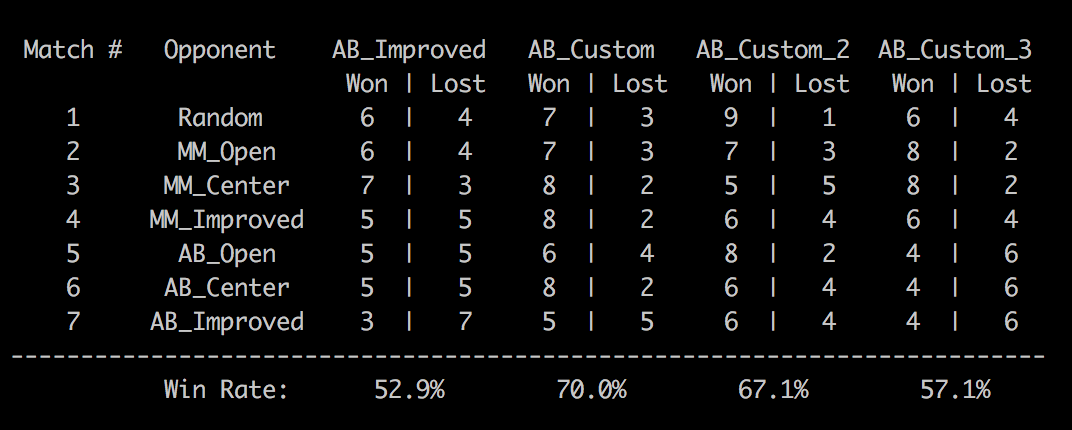 Match # Opponent AB_Improved AB_Custom AB_Custom_2 AB_Custom_3
Won | Lost Won | Lost Won | Lost Won | Lost
1 Random 6 | 4 7 | 3 9 | 1 6 | 4
2 MM_Open 6 | 4 7 | 3 7 | 3 8 | 2
3 MM_Center 7 | 3 8 | 2 5 | 5 8 | 2
4 MM_Improved 5 | 5 8 | 2 6 | 4 6 | 4
5 AB_Open 5 | 5 6 | 4 8 | 2 4 | 6
6 AB_Center 5 | 5 8 | 2 6 | 4 4 | 6
7 AB_Improved 3 | 7 5 | 5 6 | 4 4 | 6
--------------------------------------------------------------------------
Win Rate: 52.9% 70.0% 67.1% 57.1%